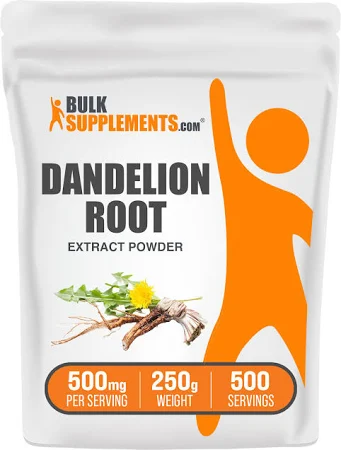 BULK
SUPPLEMENTS.COM®
DANDELION
ROOT
EXTRACT POWDER
500mg
PER SERVING
250g
WEIGHT
500
SERVINGS